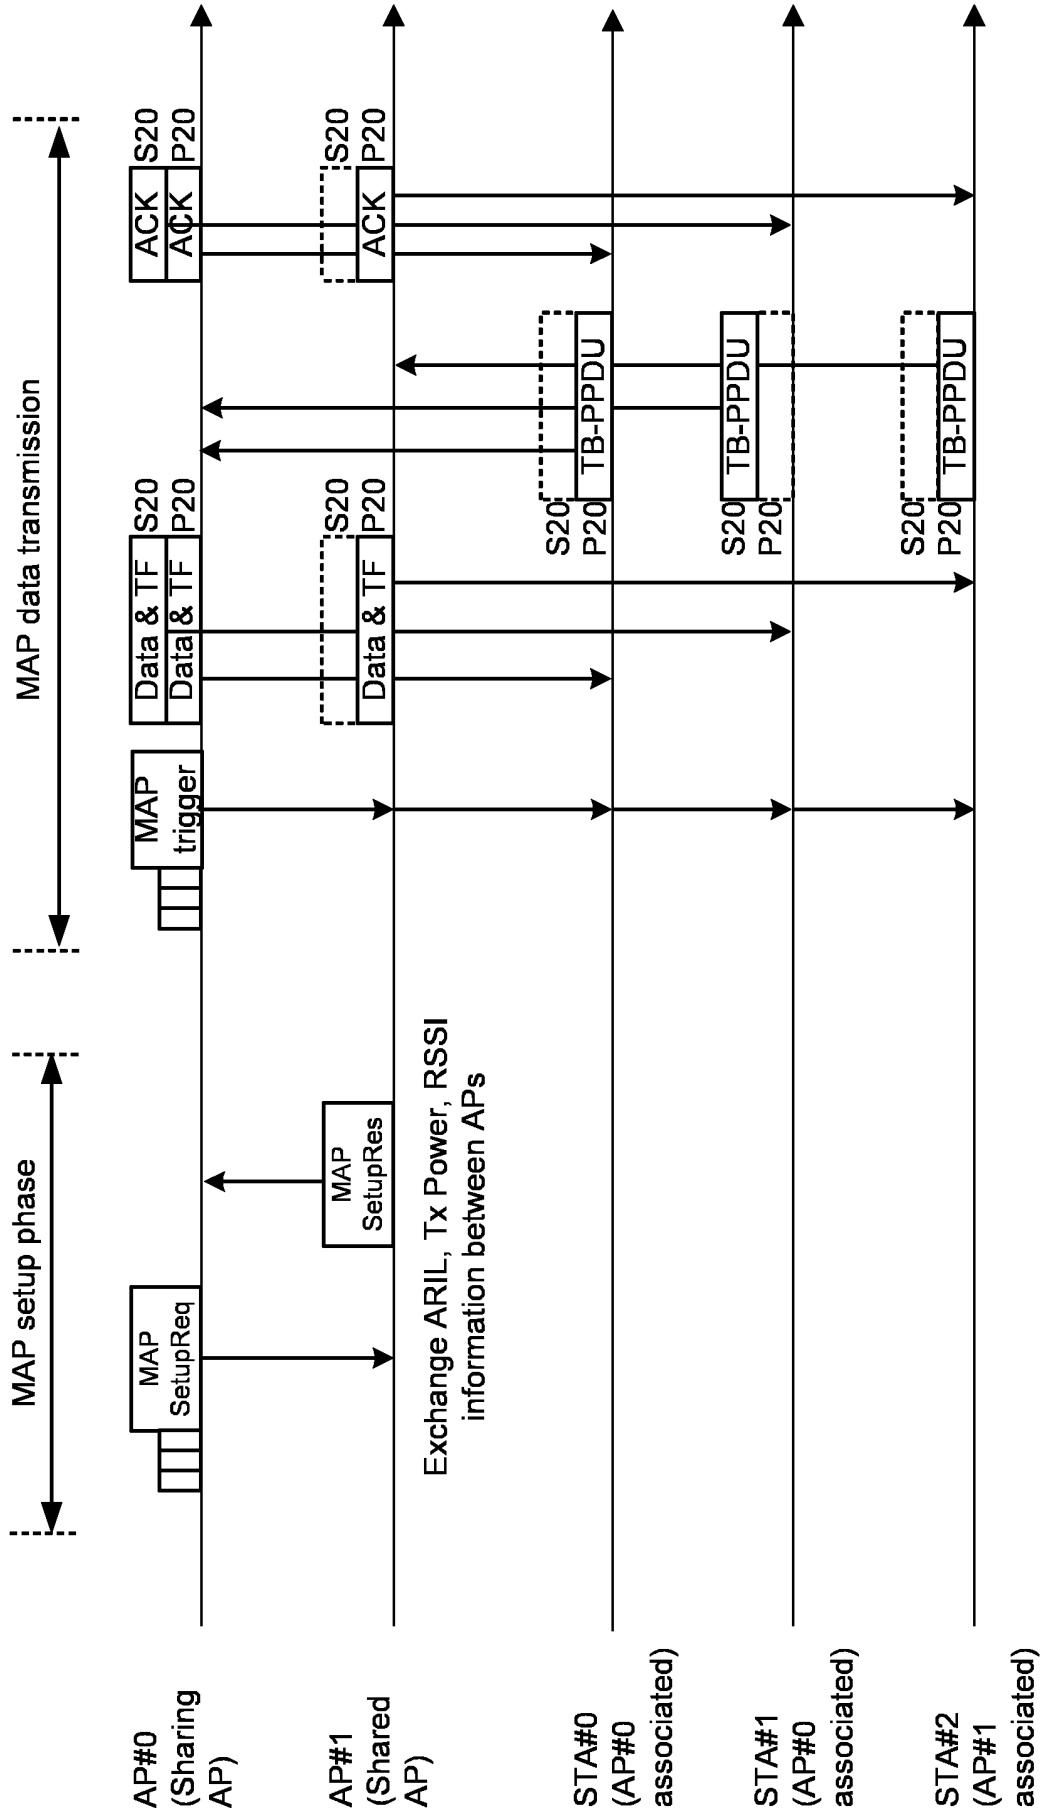 MAP setup phase
MAP data transmission
AP#0
(Sharing
AP)
MAP
SetupReq
MAP
trigger
Data & TF
Data & TF
S20
P20
ACK
ACK
S20
P20
AP#1
(Shared
AP)
MAP
SetupRes
Data & TF
S20
P20
ACK
S20
P20
Exchange ARIL, Tx Power, RSSI
information between APs
STA#0
(AP#0
associated)
S20
P20
TB-PPDU
STA#1
(AP#0
associated)
S20
P20
TB-PPDU
STA#2
(AP#1
associated)
S20
P20
TB-PPDU